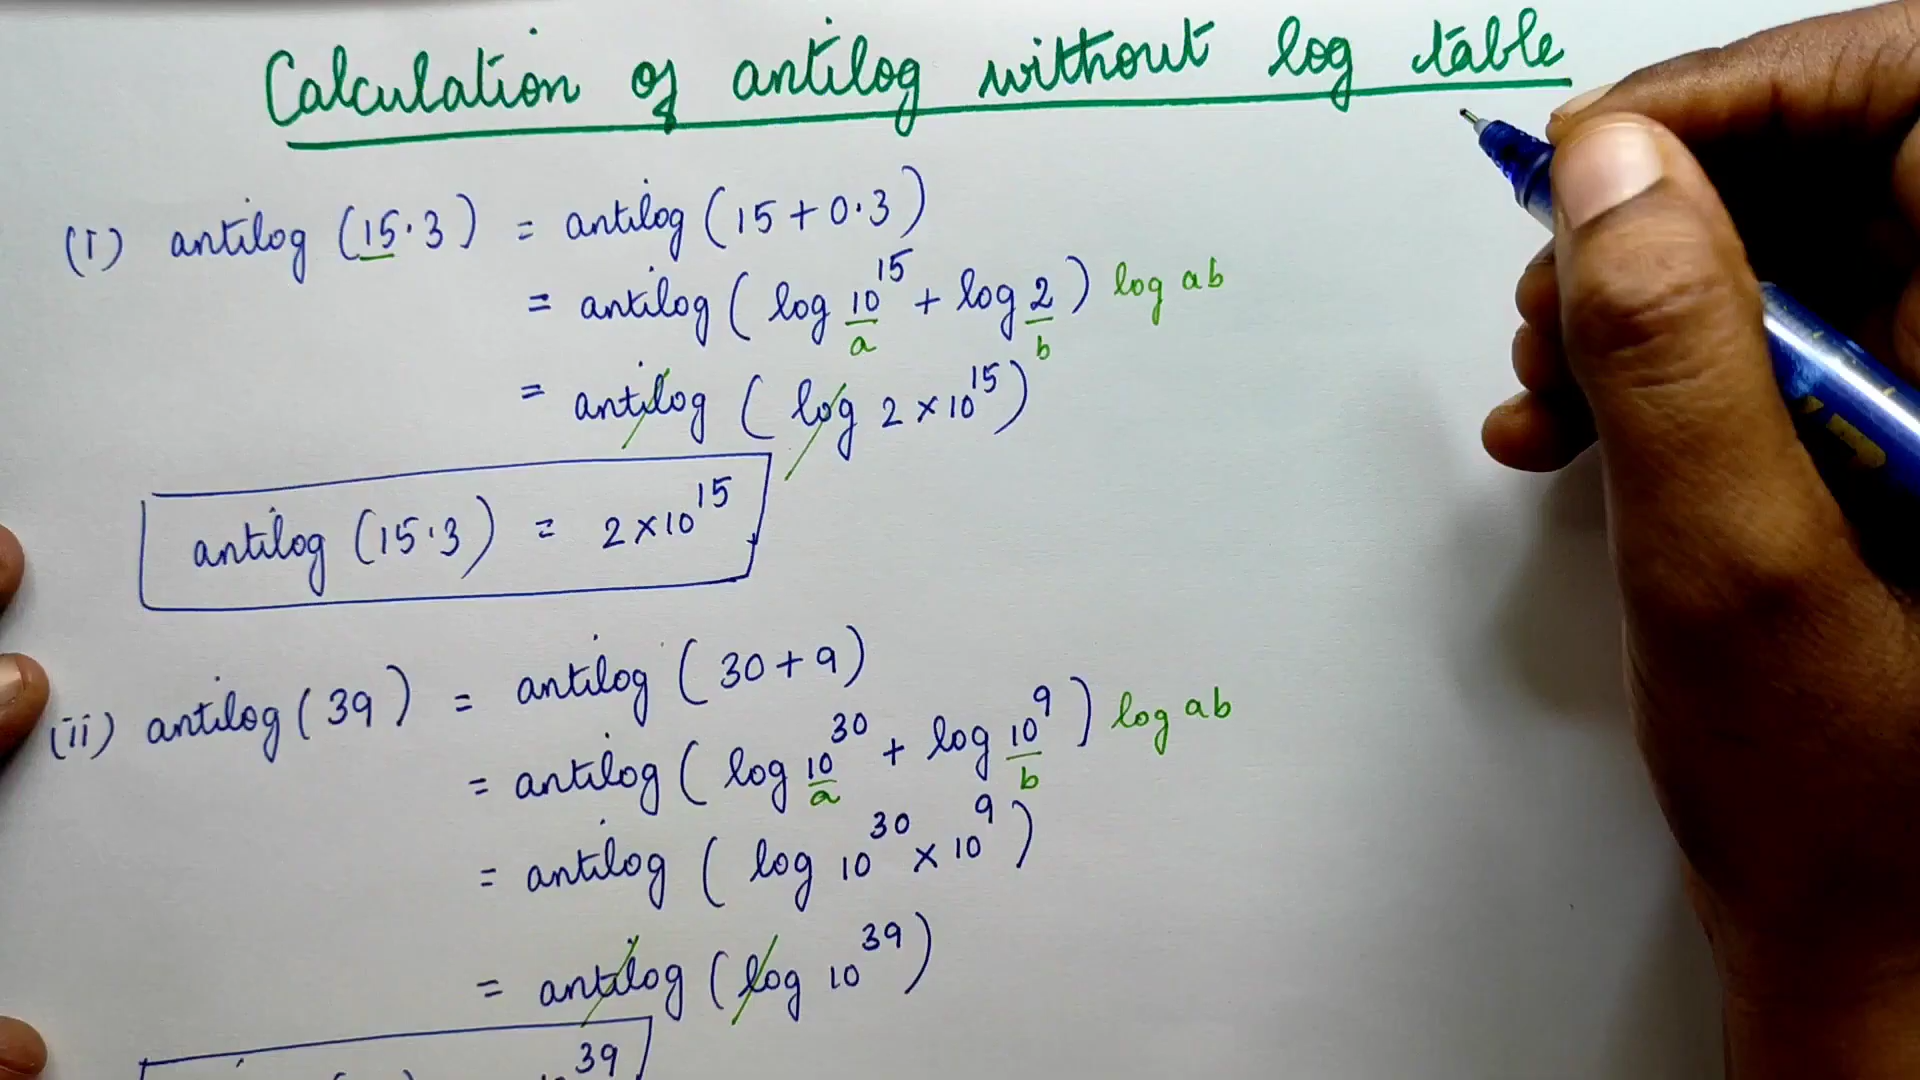 Calculation of antilog without log table
(i) antilog (15.3) = antilog (15 + 0.3)
= antilog ( log 10^15 + log 2 ) log ab
a b
= antilog ( log 2 × 10^15 )
antilog (15.3) = 2 × 10^15
(ii) antilog (39) = antilog (30 + 9)
= antilog ( log 10^30 + log 10^9 ) log ab
a b
= antilog ( log 10^30 × 10^9 )
= antilog ( log 10^39 )
39